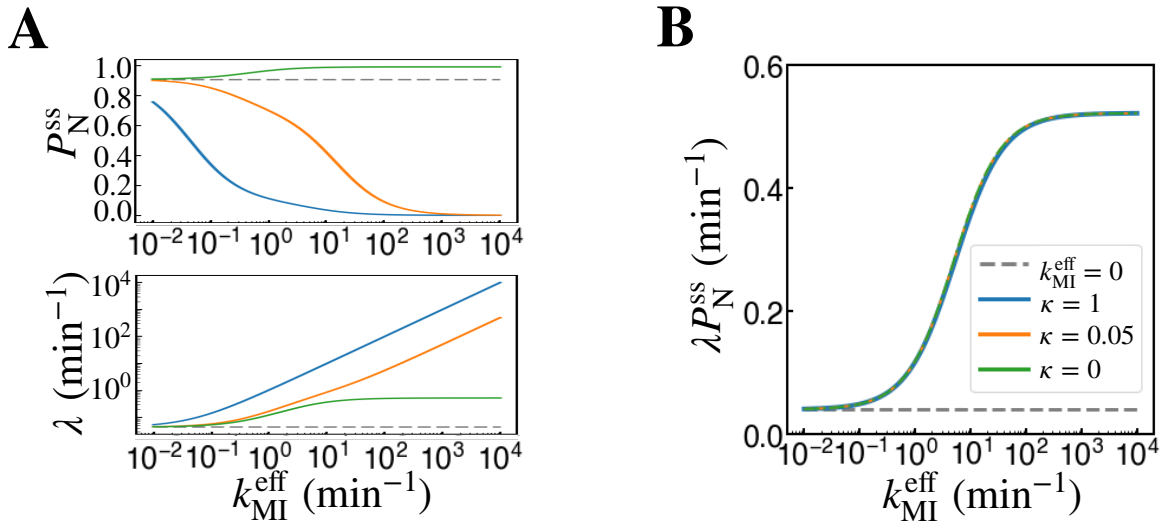 A
1.0
0.8
0.6
0.4
0.2
0.0
P_N^ss
10^−2 10^−1 10^0 10^1 10^2 10^3 10^4
10^4
10^2
10^0
λ (min^−1)
10^−2 10^−1 10^0 10^1 10^2 10^3 10^4
k_MI^eff (min^−1)
B
0.6
0.4
0.2
0.0
λP_N^ss (min^−1)
k_MI^eff = 0
κ = 1
κ = 0.05
κ = 0
10^−2 10^−1 10^0 10^1 10^2 10^3 10^4
k_MI^eff (min^−1)